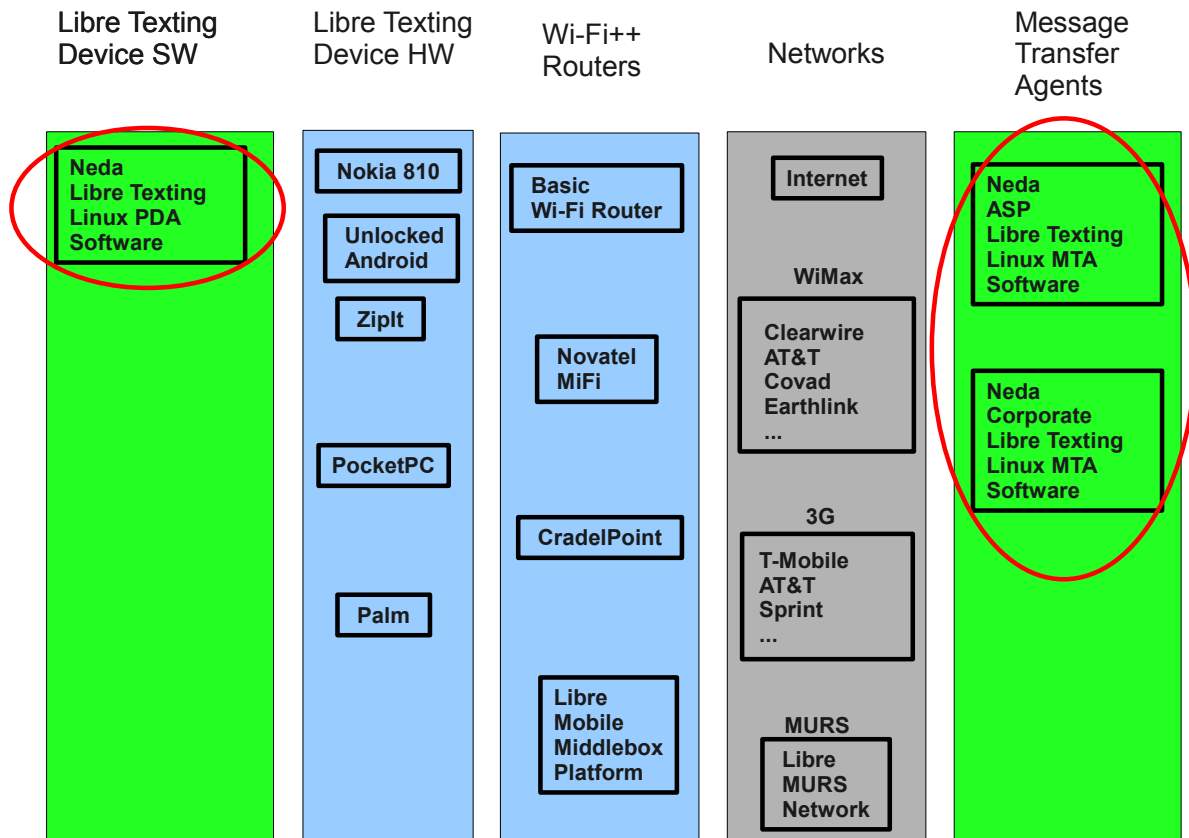 Libre Texting
Device SW
Libre Texting
Device HW
Wi-Fi++
Routers
Networks
Message
Transfer
Agents
Neda
Libre Texting
Linux PDA
Software
Nokia 810
Unlocked
Android
ZipIt
PocketPC
Palm
Basic
Wi-Fi Router
Novatel
MiFi
CradelPoint
Libre
Mobile
Middlebox
Platform
Internet
WiMax
Clearwire
AT&T
Covad
Earthlink
...
3G
T-Mobile
AT&T
Sprint
...
MURS
Libre
MURS
Network
Neda
ASP
Libre Texting
Linux MTA
Software
Neda
Corporate
Libre Texting
Linux MTA
Software